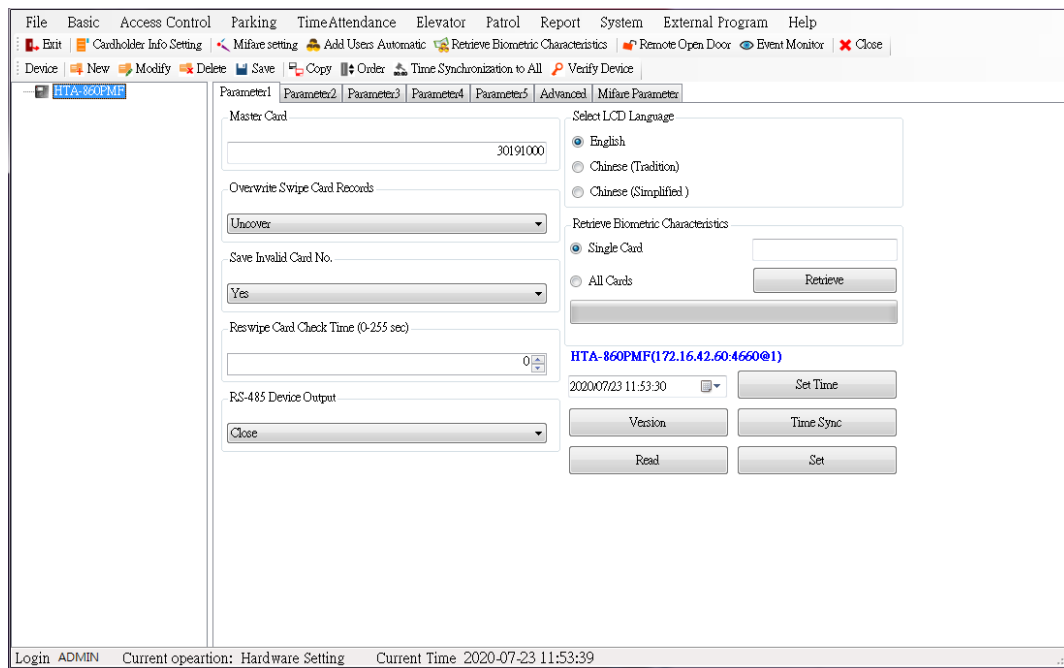 File Basic Access Control Parking TimeAttendance Elevator Patrol Report System External Program Help
Exit Cardholder Info Setting Mifare setting Add Users Automatic Retrieve Biometric Characteristics Remote Open Door Event Monitor Close
Device New Modify Delete Save Copy Order Time Synchronization to All Verify Device
HTA-860PMF
Parameter1 Parameter2 Parameter3 Parameter4 Parameter5 Advanced Mifare Parameter
Master Card
30191000
Overwrite Swipe Card Records
Uncover
Save Invalid Card No.
Yes
Reswipe Card Check Time (0-255 sec)
0
RS-485 Device Output
Close
Select LCD Language
English
Chinese (Tradition)
Chinese (Simplified )
Retrieve Biometric Characteristics
Single Card
All Cards Retrieve
HTA-860PMF(172.16.42.60:4660@1)
2020/07/23 11:53:30 Set Time
Version Time Sync
Read Set
Login ADMIN Current opeartion: Hardware Setting Current Time 2020-07-23 11:53:39